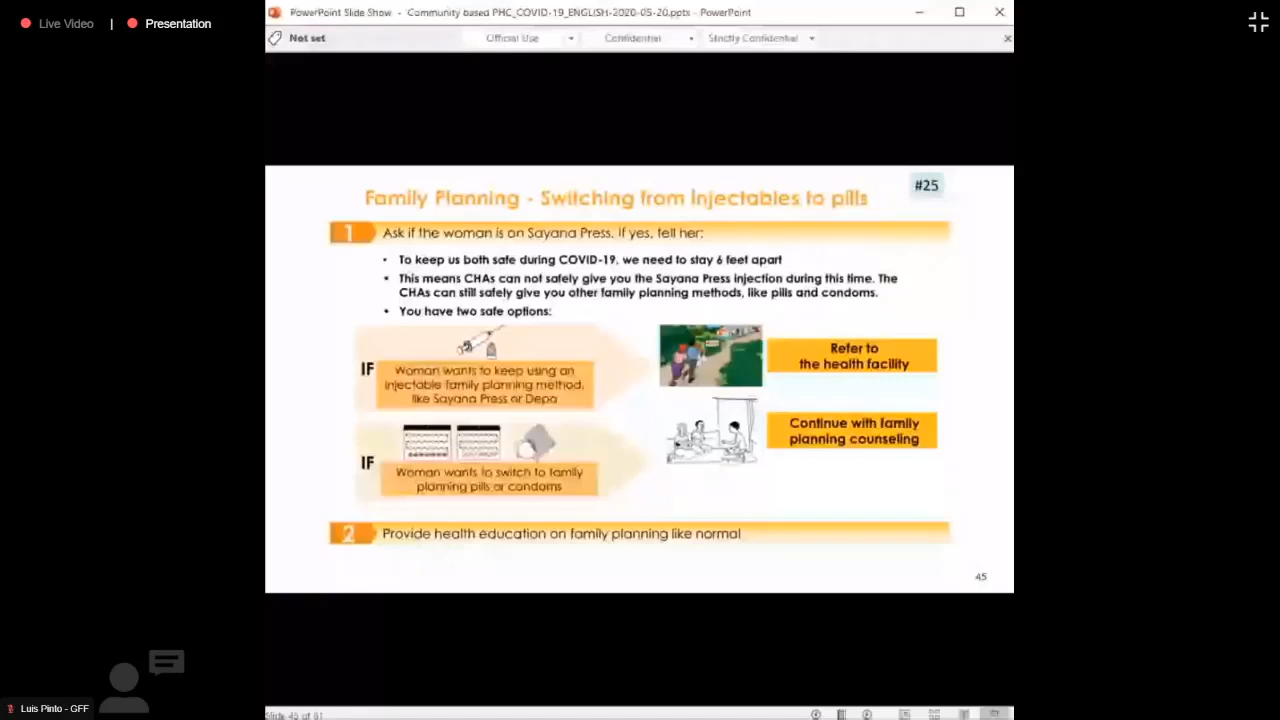 Live Video | Presentation
PowerPoint Slide Show - Community based PHC_COVID-19_ENGLISH-2020-05-20.pptx - PowerPoint
Not set Official Use Confidential Strictly Confidential
#25
Family Planning - Switching from Injectables to pills
1 Ask if the woman is on Sayana Press. If yes, tell her:
• To keep us both safe during COVID-19, we need to stay 6 feet apart
• This means CHAs can not safely give you the Sayana Press injection during this time. The
CHAs can still safely give you other family planning methods, like pills and condoms.
• You have two safe options:
IF
Woman wants to keep using an
injectable family planning method,
like Sayana Press or Depo
Refer to
the health facility
IF
Woman wants to switch to family
planning pills or condoms
Continue with family
planning counseling
2 Provide health education on family planning like normal
45
Luis Pinto - GFF
Slide 45 of 61